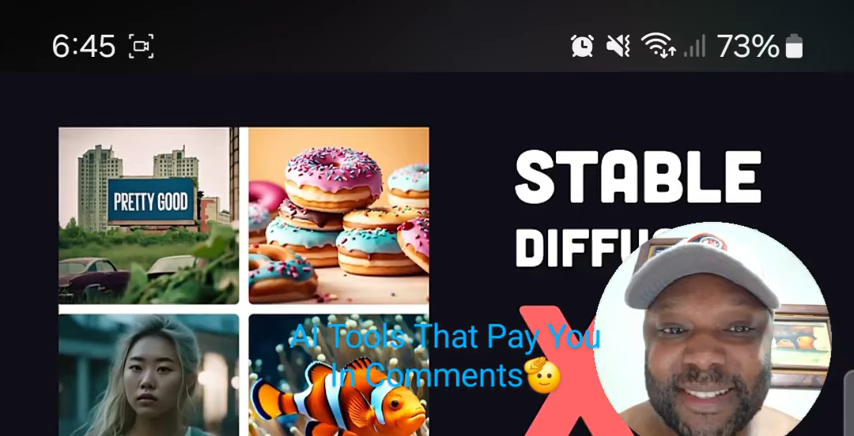 6:45
73%
PRETTY GOOD
STABLE
AI Tools That Pay You
In Comments🫡
X